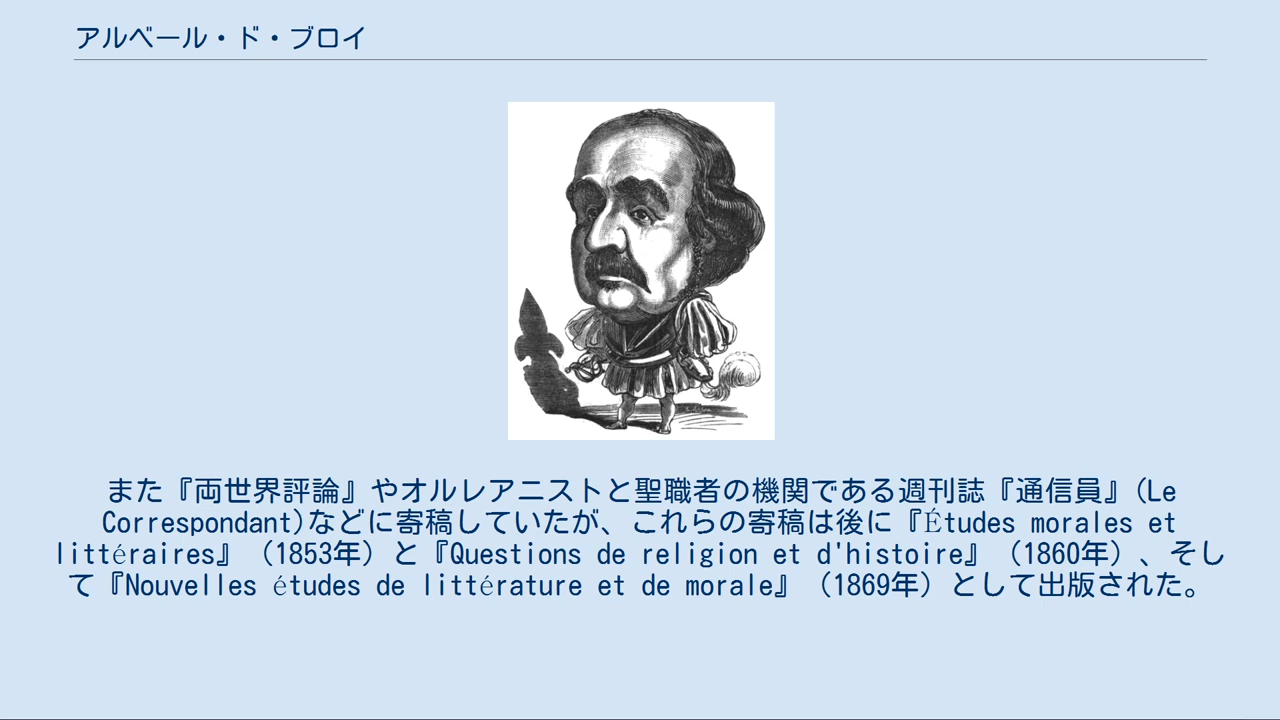 アルベール・ド・ブロイ
また『両世界評論』やオルレアニストと聖職者の機関である週刊誌『通信員』(Le
Correspondant)などに寄稿していたが、これらの寄稿は後に『Études morales et
littéraires』（1853年）と『Questions de religion et d'histoire』（1860年）、そし
て『Nouvelles études de littérature et de morale』（1869年）として出版された。